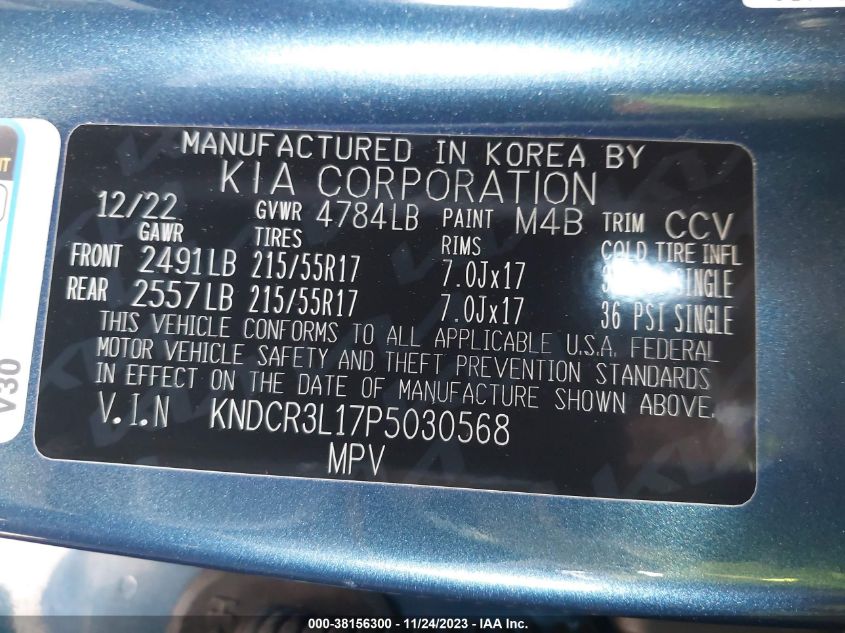 MANUFACTURED IN KOREA BY
KIA CORPORATION
12/22 GVWR 4784LB PAINT M4B TRIM CCV
GAWR TIRES RIMS COLD TIRE INFL
FRONT 2491LB 215/55R17 7.0Jx17 SINGLE
REAR 2557LB 215/55R17 7.0Jx17 36 PSI SINGLE
THIS VEHICLE CONFORMS TO ALL APPLICABLE U.S.A. FEDERAL
MOTOR VEHICLE SAFETY AND THEFT PREVENTION STANDARDS
IN EFFECT ON THE DATE OF MANUFACTURE SHOWN ABOVE.
V.I.N KNDCR3L17P5030568
MPV
V30
000-38156300 - 11/24/2023 - IAA Inc.